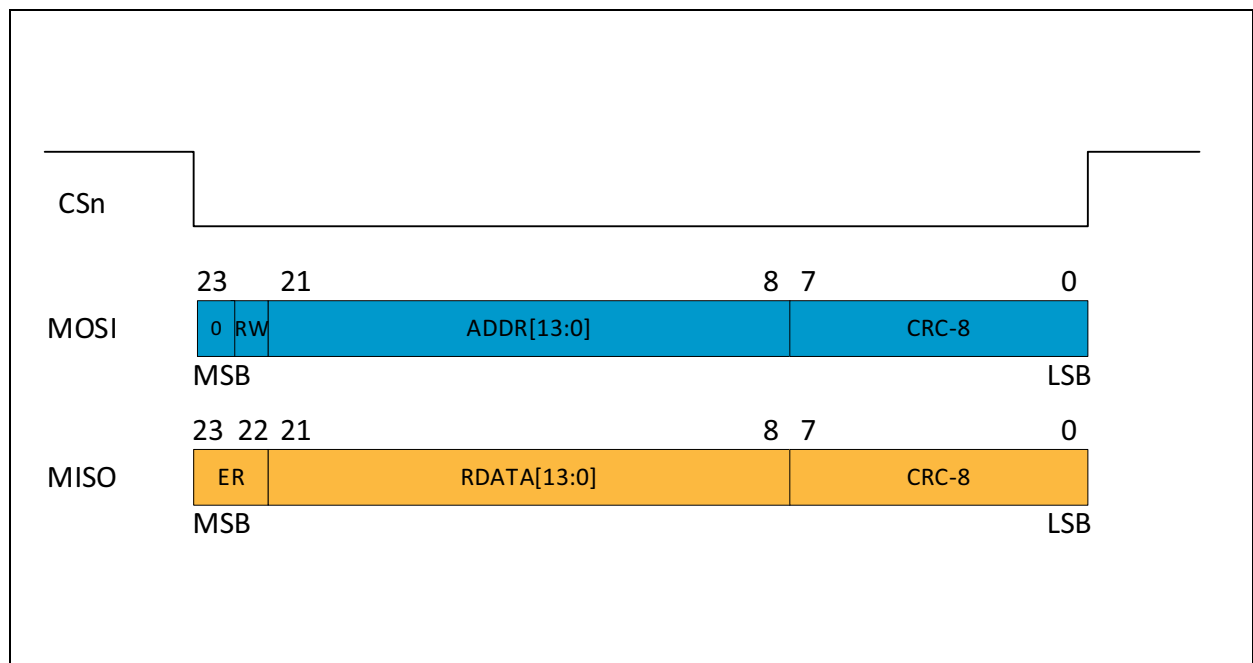 CSn
23 21 8 7 0
MOSI 0 RW ADDR[13:0] CRC-8
MSB LSB
23 22 21 8 7 0
MISO ER RDATA[13:0] CRC-8
MSB LSB